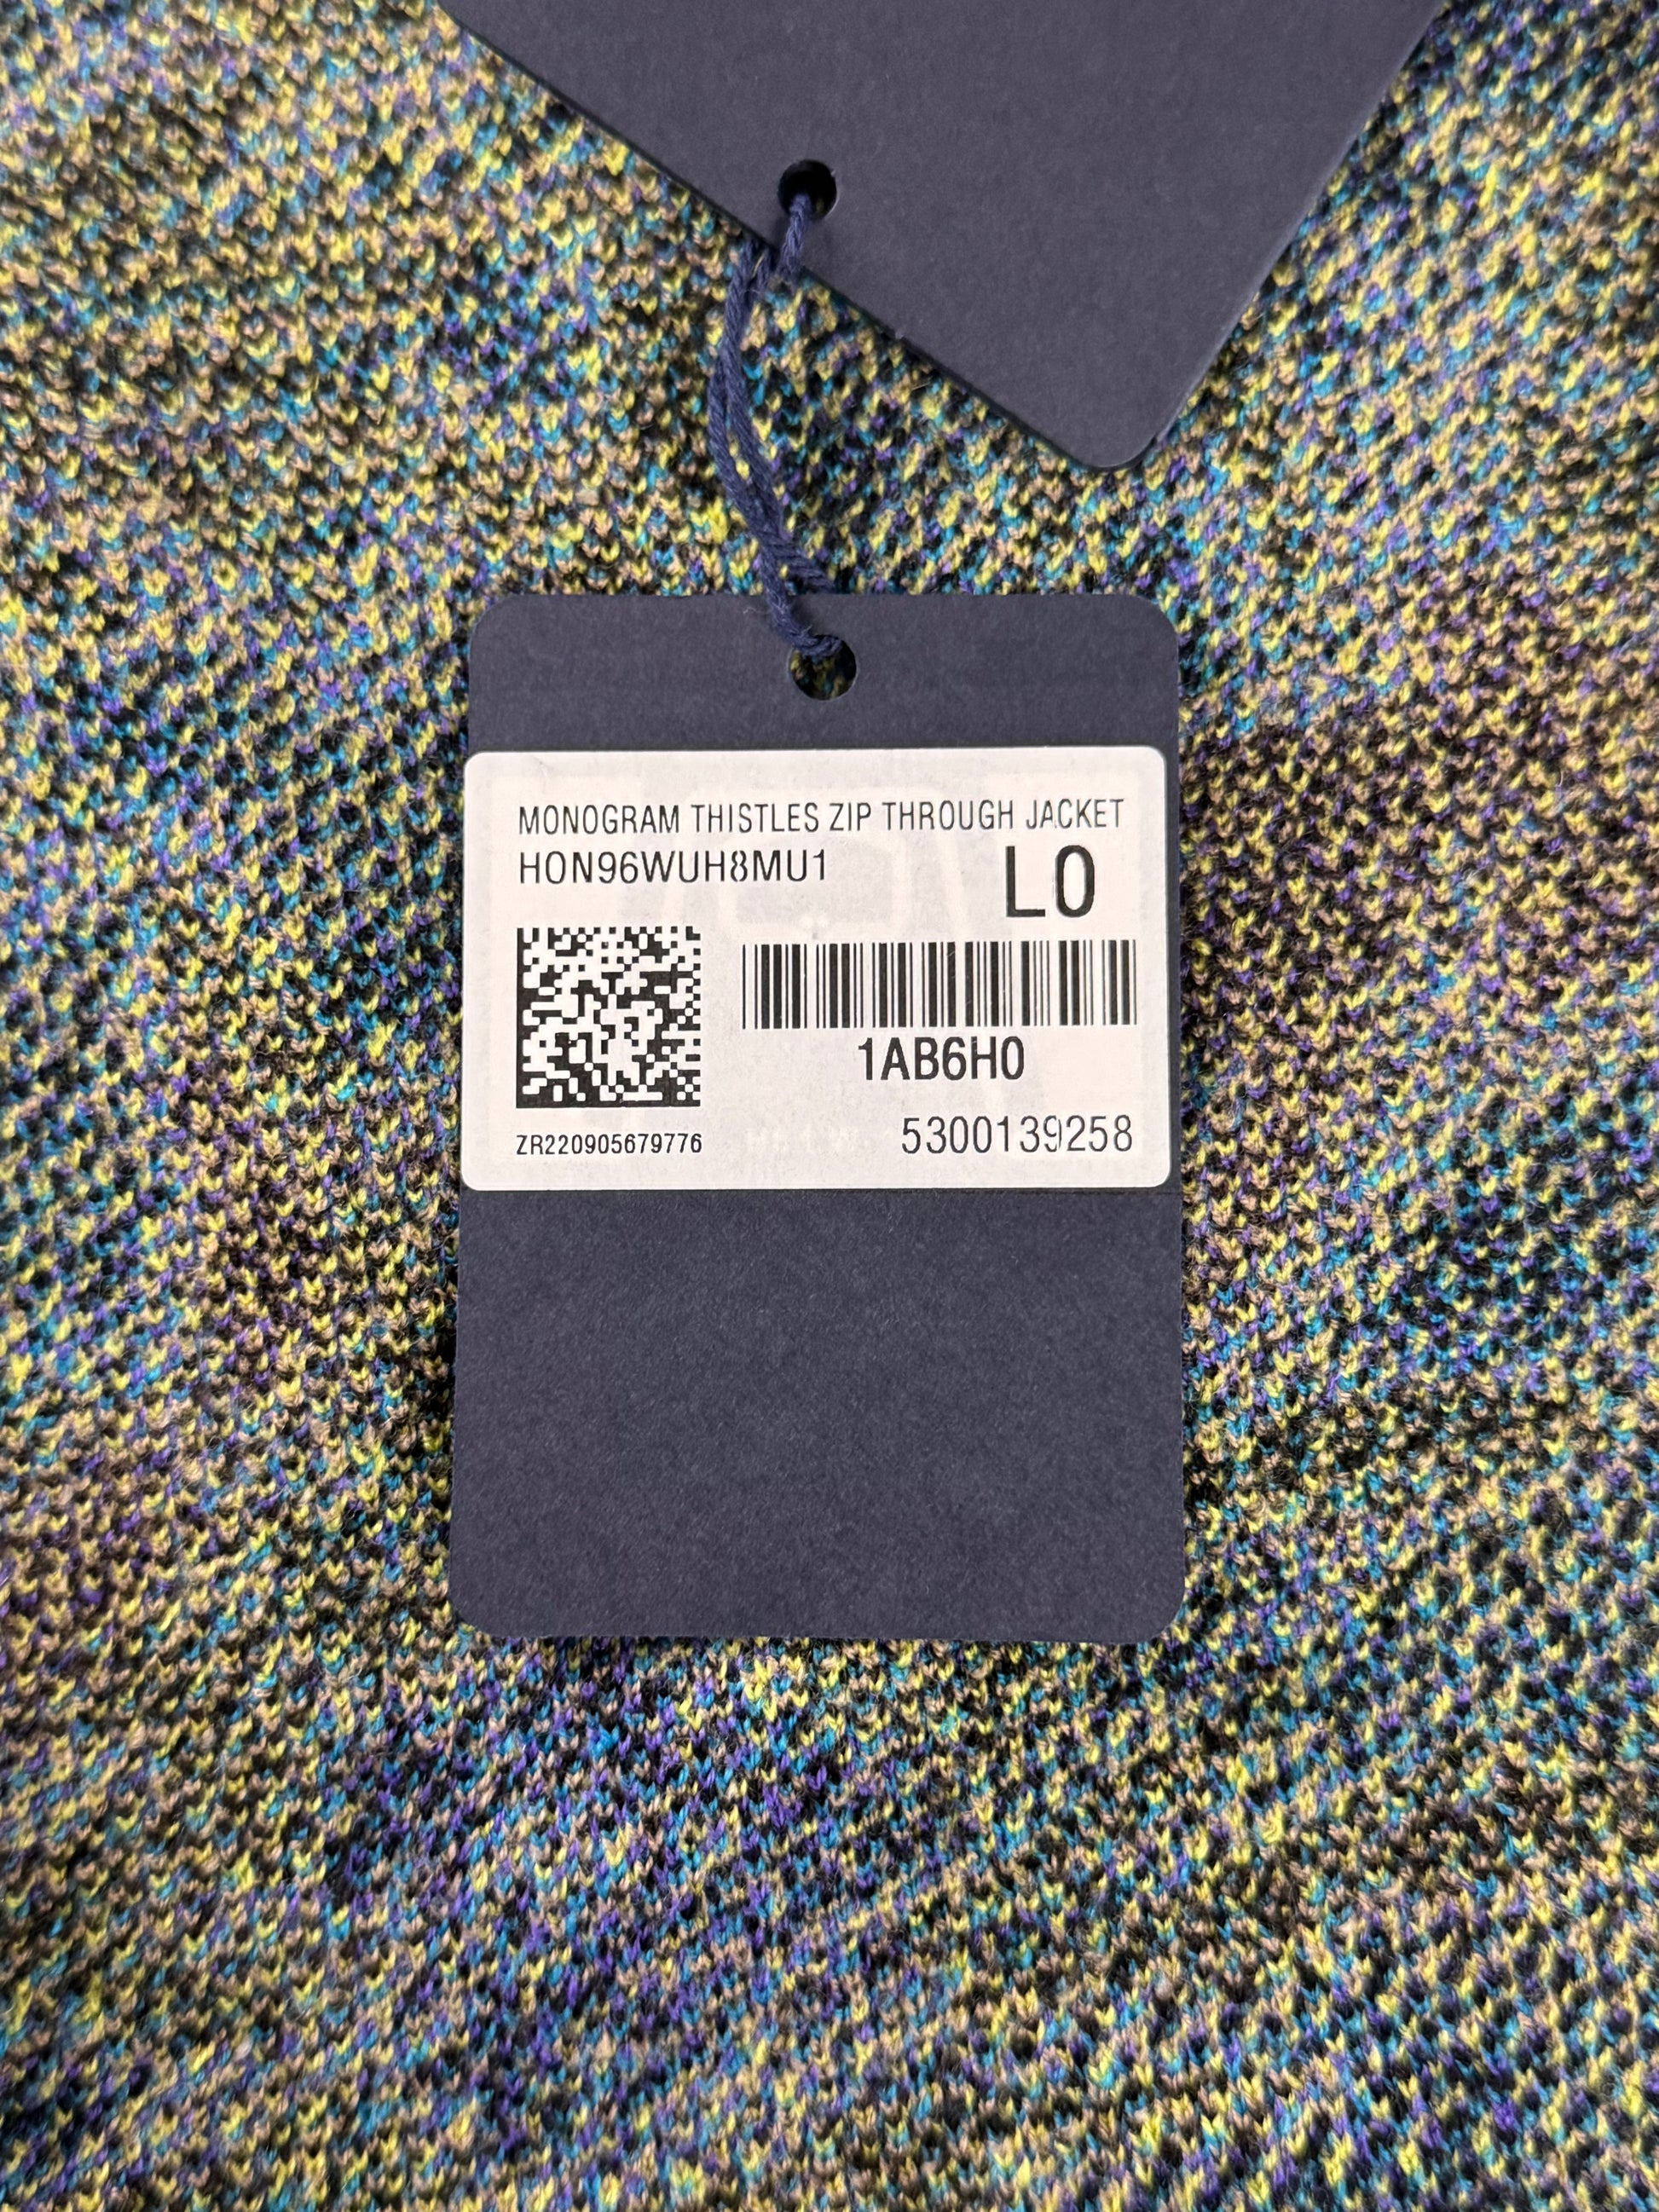 MONOGRAM THISTLES ZIP THROUGH JACKET
HON96WUH8MU1
L0
1AB6H0
ZR220905679776
5300139258